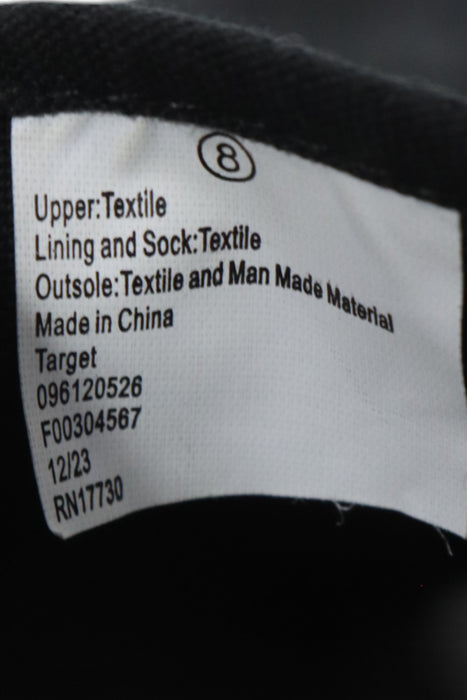 8
Upper:Textile
Lining and Sock:Textile
Outsole:Textile and Man Made Material
Made in China
Target
096120526
F00304567
12/23
RN17730